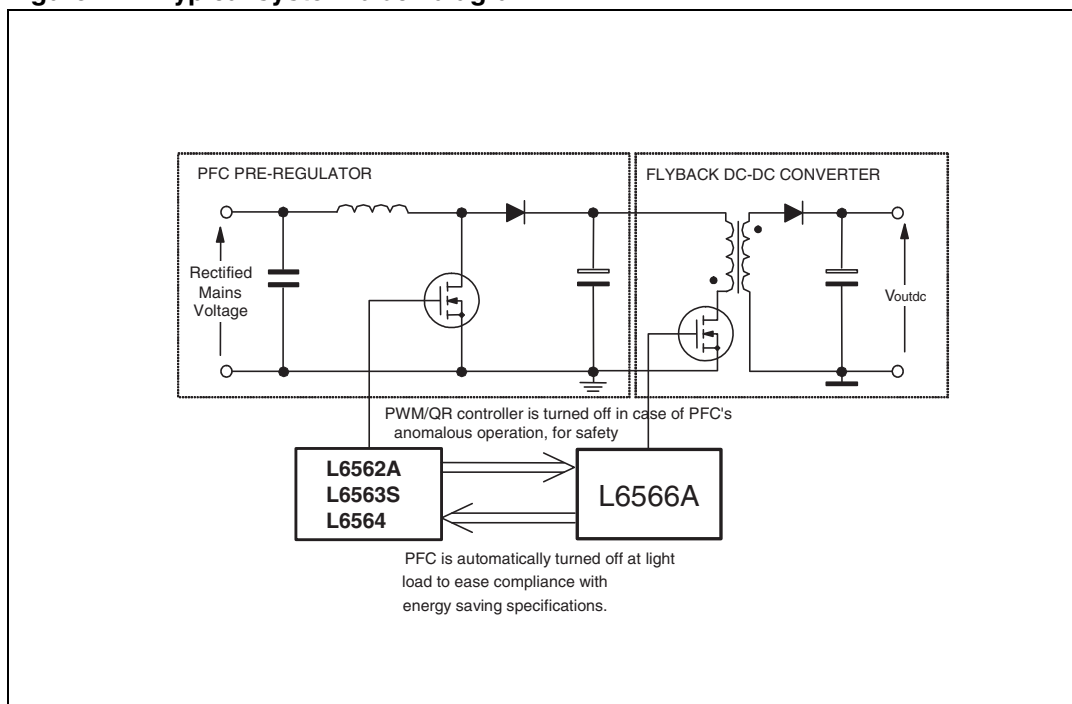 PFC PRE-REGULATOR
FLYBACK DC-DC CONVERTER
Rectified
Mains
Voltage
Voutdc
PWM/QR controller is turned off in case of PFC's
anomalous operation, for safety
L6562A
L6563S
L6564
L6566A
PFC is automatically turned off at light
load to ease compliance with
energy saving specifications.